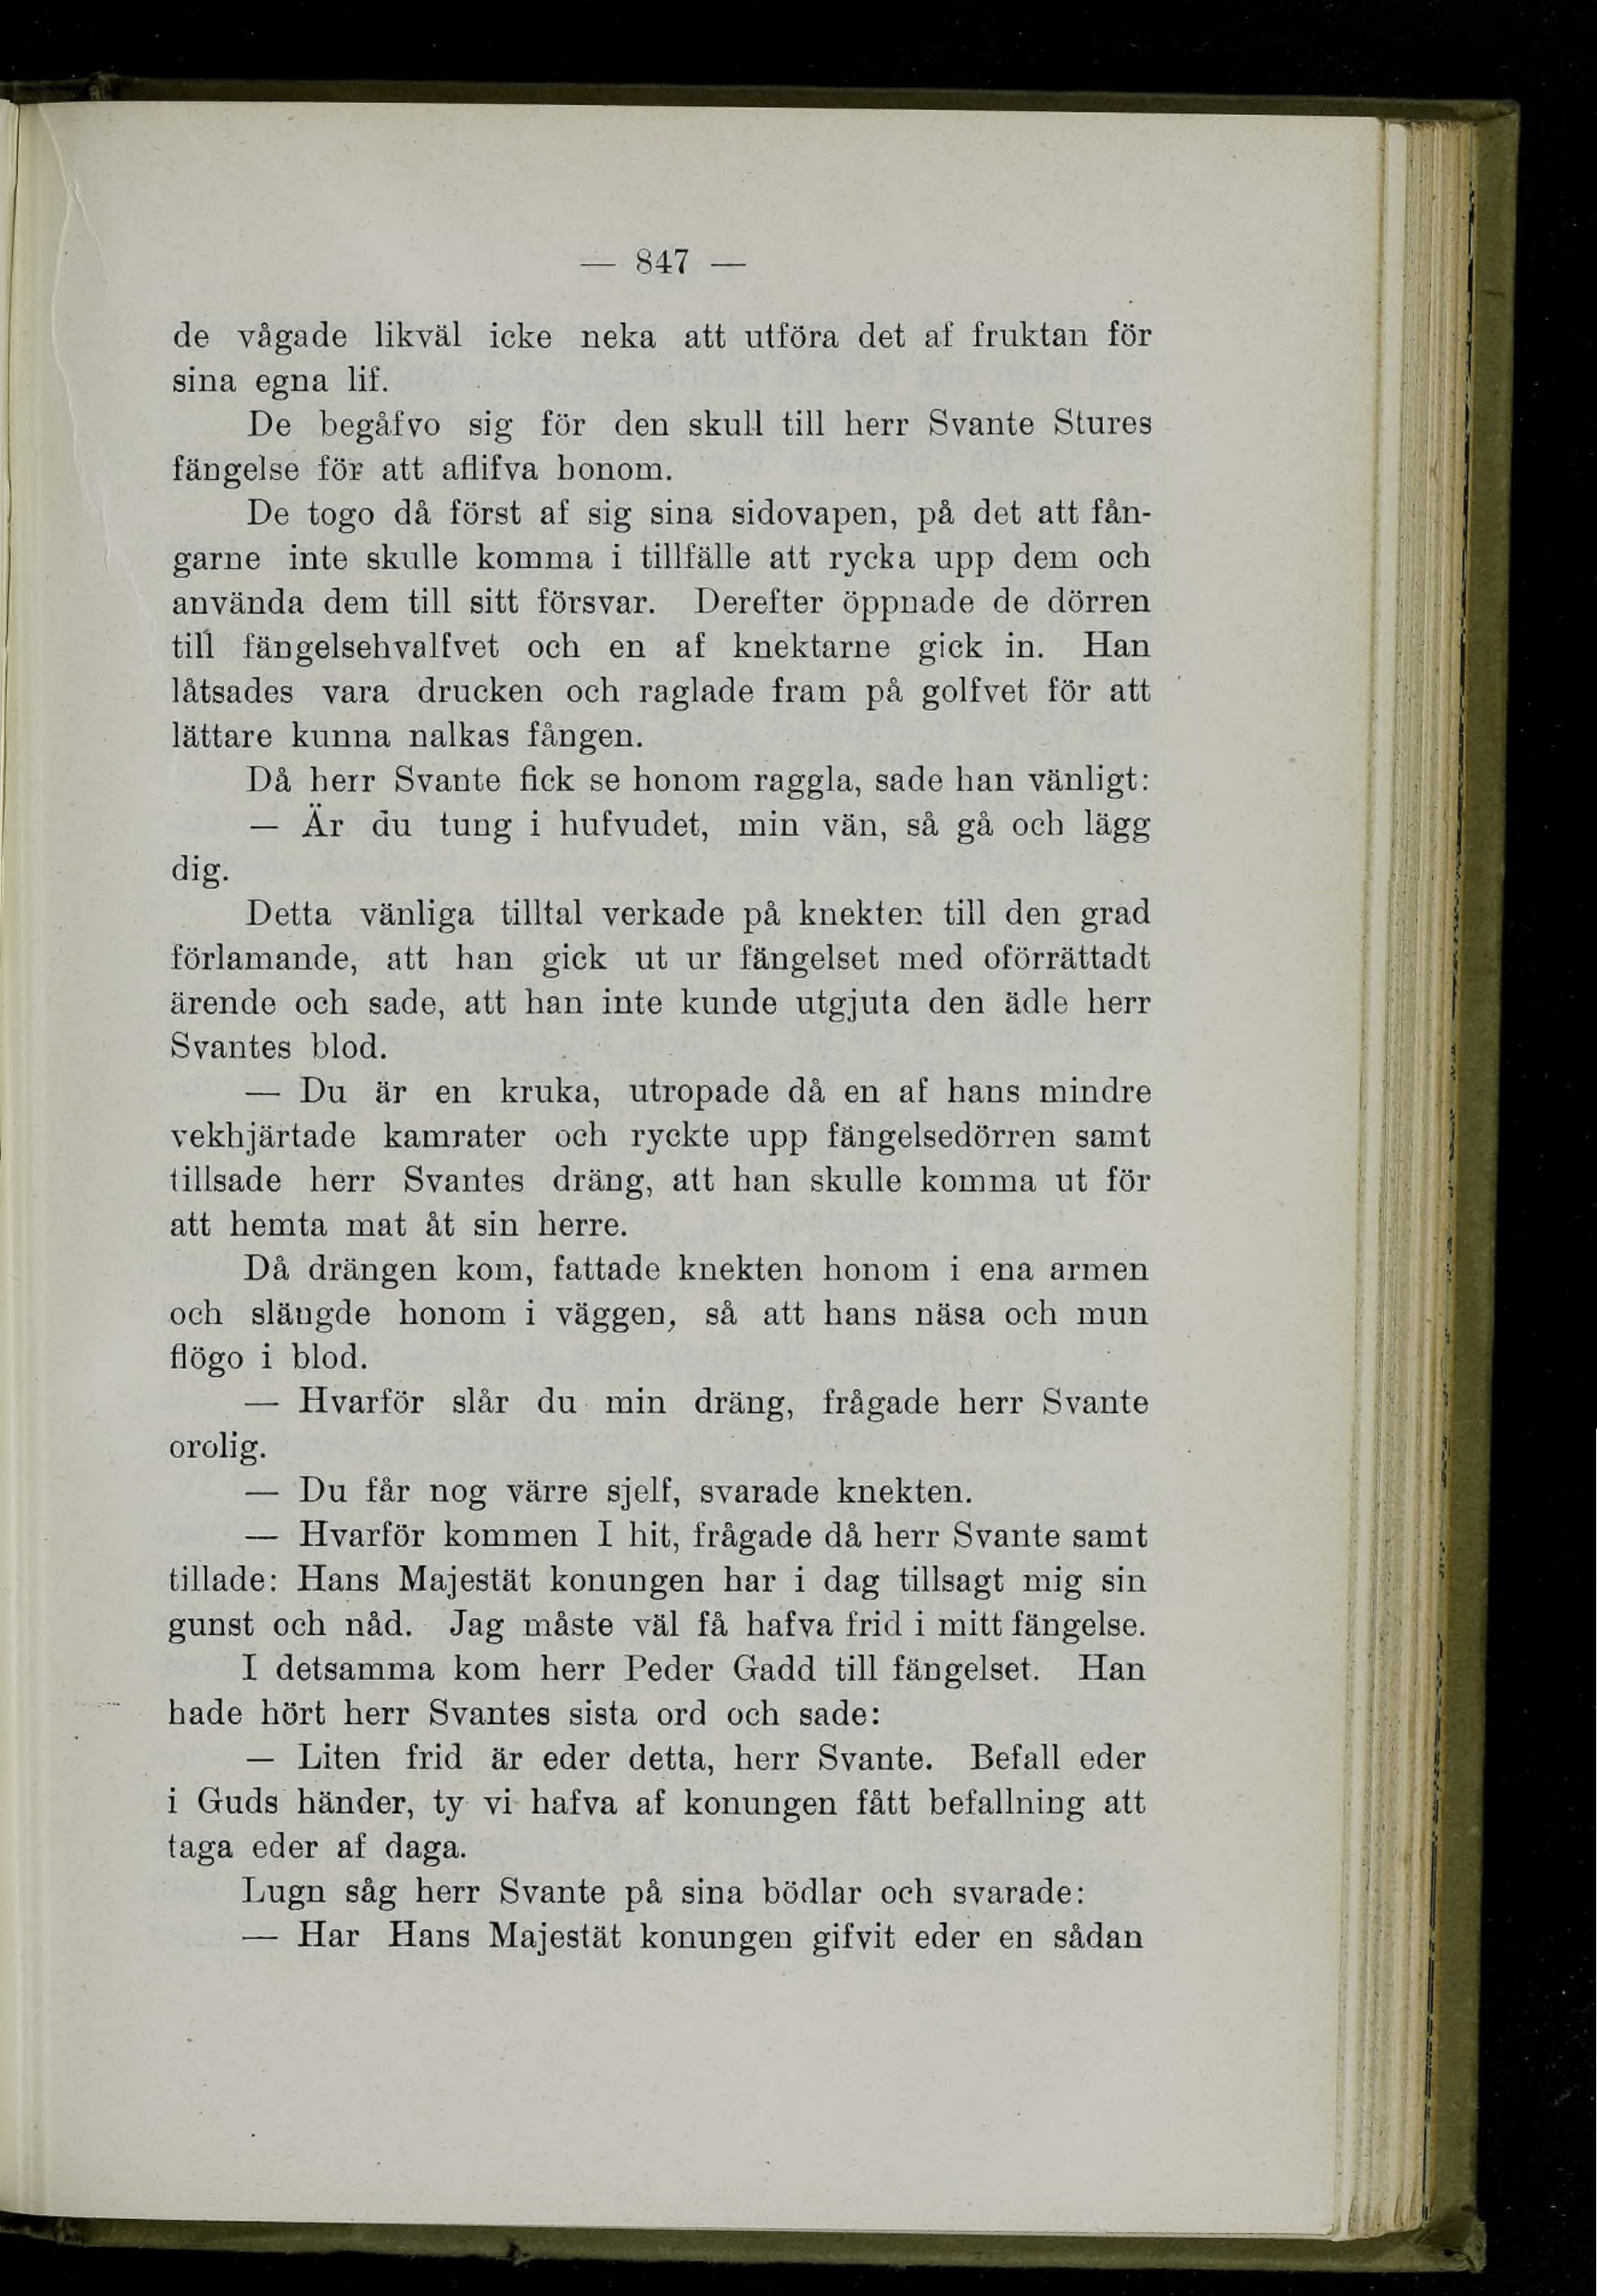 — 847 —
de vågade likväl icke neka att utföra det af fruktan för
sina egna lif.
De begåfvo sig för den skull till herr Svante Stures
fängelse för att aflifva honom.
De togo då först af sig sina sidovapen, på det att fån-
garne inte skulle komma i tillfälle att rycka upp dem och
använda dem till sitt försvar. Derefter öppnade de dörren
till fängelsehvalfvet och en af knektarne gick in. Han
låtsades vara drucken och raglade fram på golfvet för att
lättare kunna nalkas fången.
Då herr Svante fick se honom raggla, sade han vänligt:
— Är du tung i hufvudet, min vän, så gå och lägg
dig.
Detta vänliga tilltal verkade på knekten till den grad
förlamande, att han gick ut ur fängelset med oförrättadt
ärende och sade, att han inte kunde utgjuta den ädle herr
Svantes blod.
— Du är en kruka, utropade då en af hans mindre
vekhjärtade kamrater och ryckte upp fängelsedörren samt
tillsade herr Svantes dräng, att han skulle komma ut för
att hemta mat åt sin herre.
Då drängen kom, fattade knekten honom i ena armen
och slängde honom i väggen, så att hans näsa och mun
flögo i blod.
— Hvarför slår du min dräng, frågade herr Svante
orolig.
— Du får nog värre sjelf, svarade knekten.
— Hvarför kommen I hit, frågade då herr Svante samt
tillade: Hans Majestät konungen har i dag tillsagt mig sin
gunst och nåd. Jag måste väl få hafva frid i mitt fängelse.
I detsamma kom herr Peder Gadd till fängelset. Han
hade hört herr Svantes sista ord och sade:
— Liten frid är eder detta, herr Svante. Befall eder
i Guds händer, ty vi hafva af konungen fått befallning att
taga eder af daga.
Lugn såg herr Svante på sina bödlar och svarade:
— Har Hans Majestät konungen gifvit eder en sådan